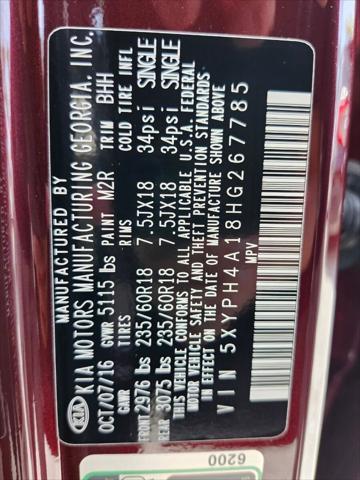 KIA
MANUFACTURED BY
KIA MOTORS MANUFACTURING GEORGIA, INC.
OCT/07/16 GVWR 5115 lbs PAINT M2R TRIM BHH
GAWR TIRES RIMS COLD TIRE INFL
FRONT 2976 lbs 235/60R18 7.5JX18 34psi SINGLE
REAR 3075 lbs 235/60R18 7.5JX18 34psi SINGLE
THIS VEHICLE CONFORMS TO ALL APPLICABLE U.S.A. FEDERAL
MOTOR VEHICLE SAFETY AND THEFT PREVENTION STANDARDS
IN EFFECT ON THE DATE OF MANUFACTURE SHOWN ABOVE
VIN 5XYPH4A18HG267785
MPV
6200